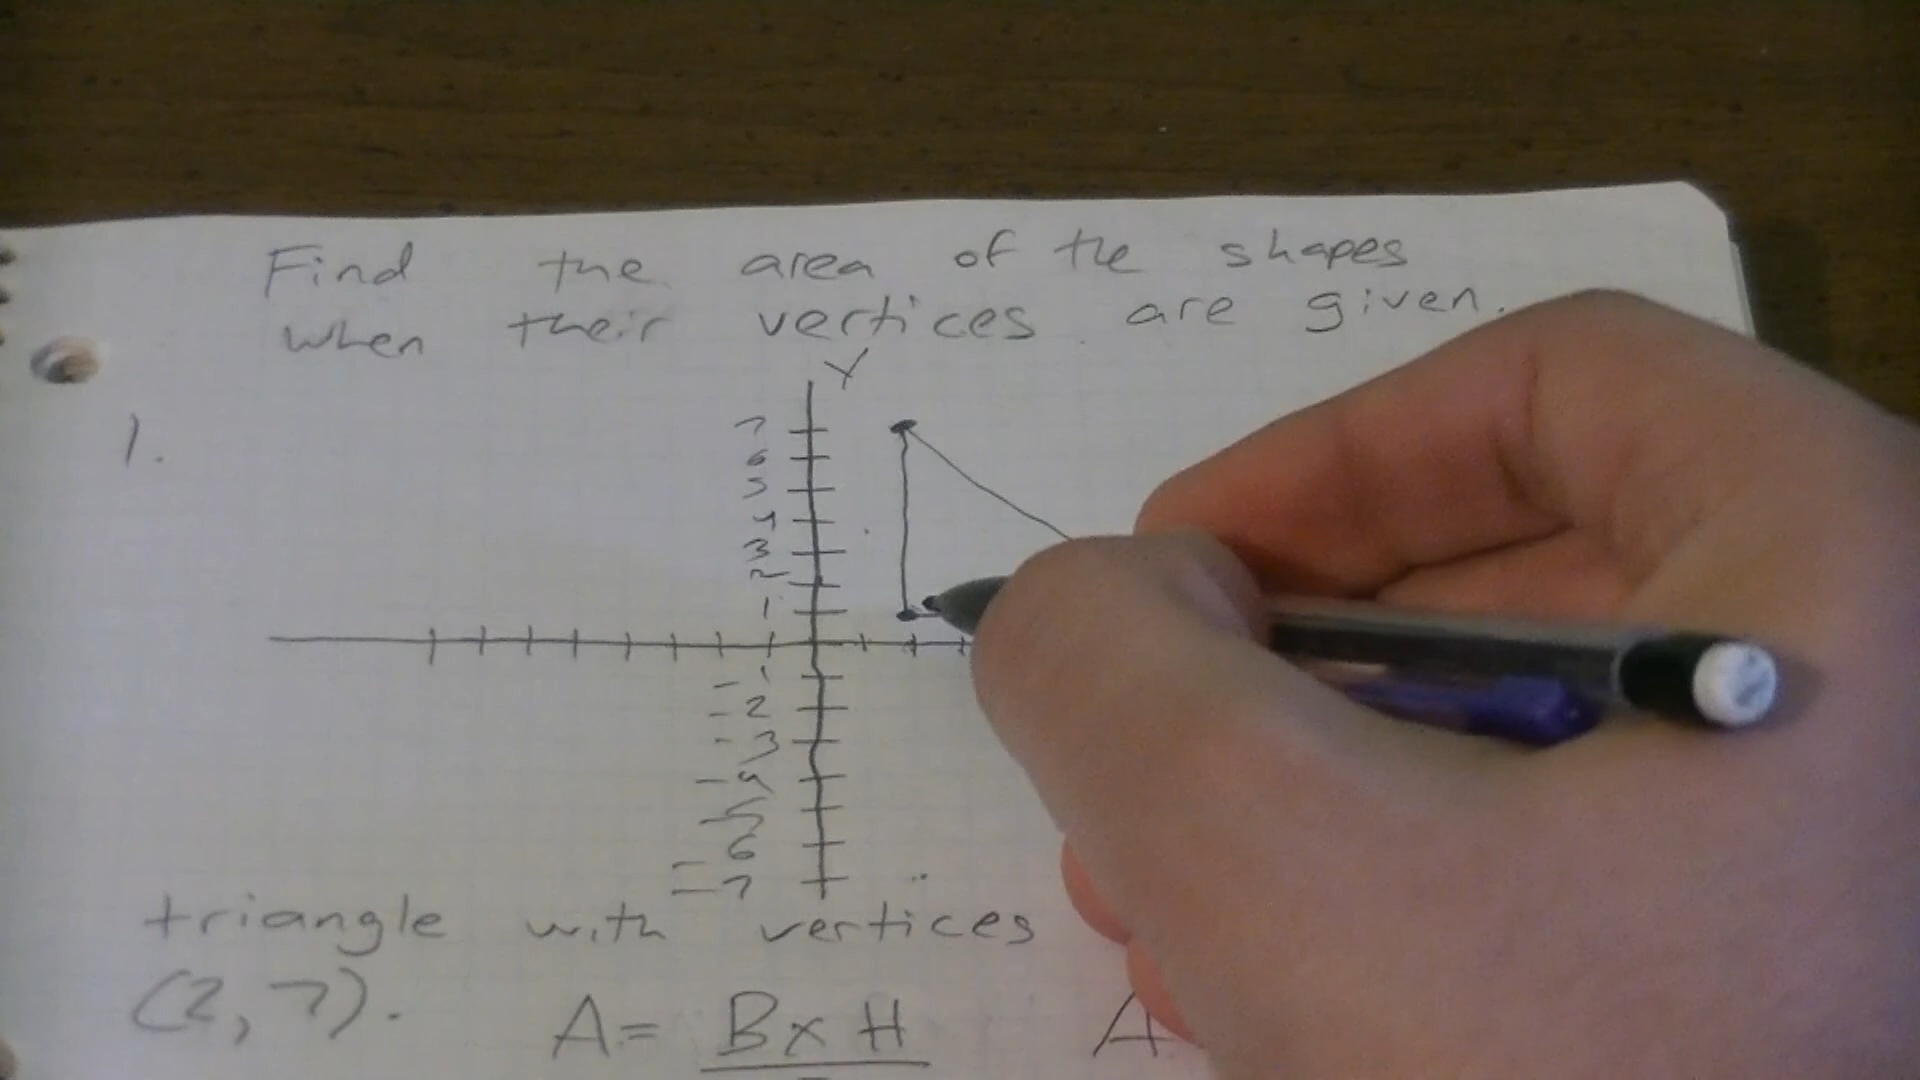 Find the area of the shapes
when their vertices are given.
Y
1.
7
6
5
4
3
2
1
-1
-2
-3
-4
-5
-6
-7
triangle with vertices
(2,7).
A= B x H
A